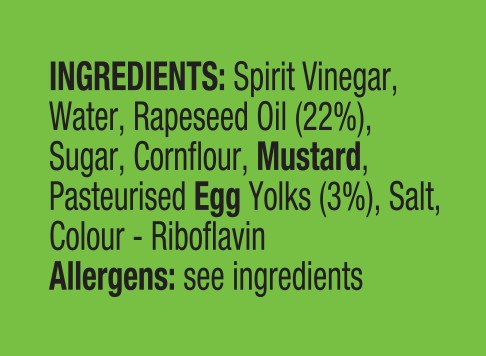 INGREDIENTS: Spirit Vinegar,
Water, Rapeseed Oil (22%),
Sugar, Cornflour, Mustard,
Pasteurised Egg Yolks (3%), Salt,
Colour - Riboflavin
Allergens: see ingredients